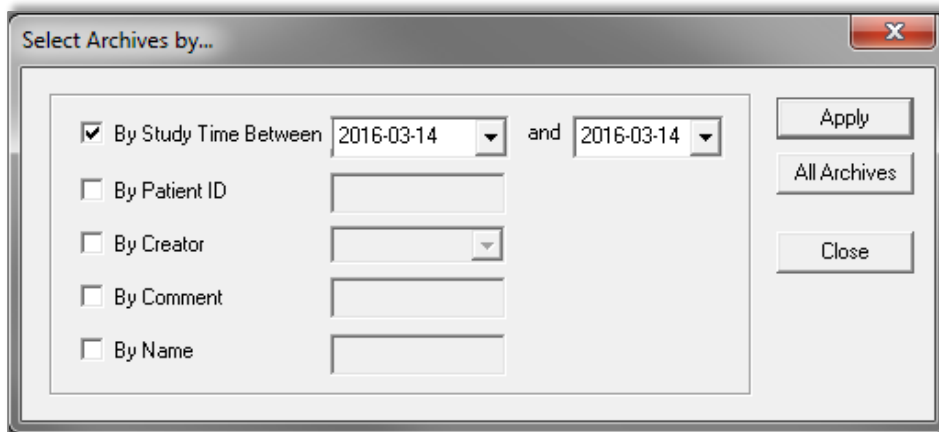 Select Archives by...
By Study Time Between 2016-03-14 and 2016-03-14
Apply
By Patient ID
All Archives
By Creator
Close
By Comment
By Name